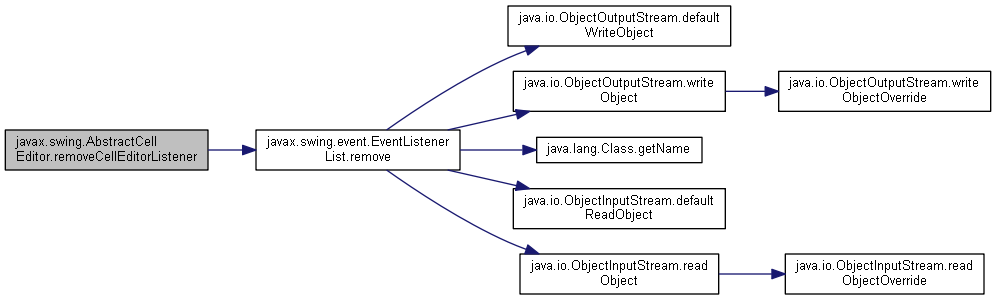 javax.swing.AbstractCell
Editor.removeCellEditorListener
javax.swing.event.EventListener
List.remove
java.io.ObjectOutputStream.default
WriteObject
java.io.ObjectOutputStream.write
Object
java.io.ObjectOutputStream.write
ObjectOverride
java.lang.Class.getName
java.io.ObjectInputStream.default
ReadObject
java.io.ObjectInputStream.read
Object
java.io.ObjectInputStream.read
ObjectOverride